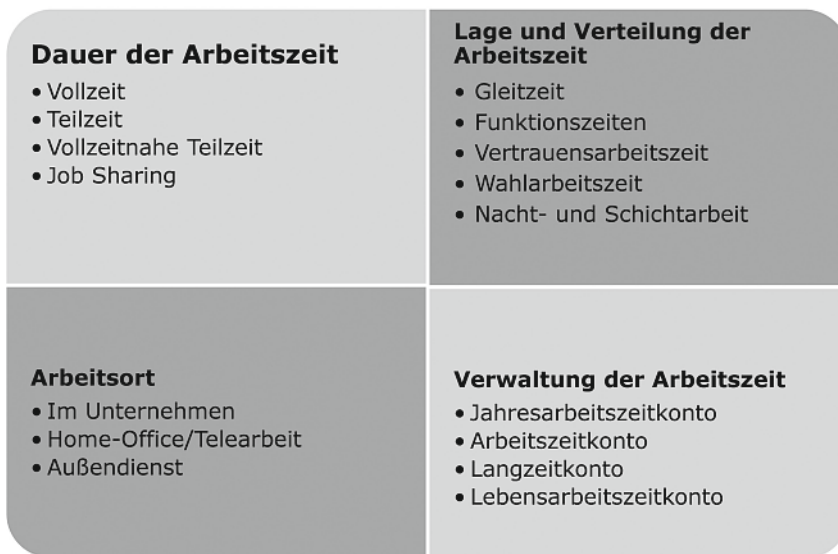 Dauer der Arbeitszeit
• Vollzeit
• Teilzeit
• Vollzeitnahe Teilzeit
• Job Sharing
Lage und Verteilung der
Arbeitszeit
• Gleitzeit
• Funktionszeiten
• Vertrauensarbeitszeit
• Wahlarbeitszeit
• Nacht- und Schichtarbeit
Arbeitsort
• Im Unternehmen
• Home-Office/Telearbeit
• Außendienst
Verwaltung der Arbeitszeit
• Jahresarbeitszeitkonto
• Arbeitszeitkonto
• Langzeitkonto
• Lebensarbeitszeitkonto